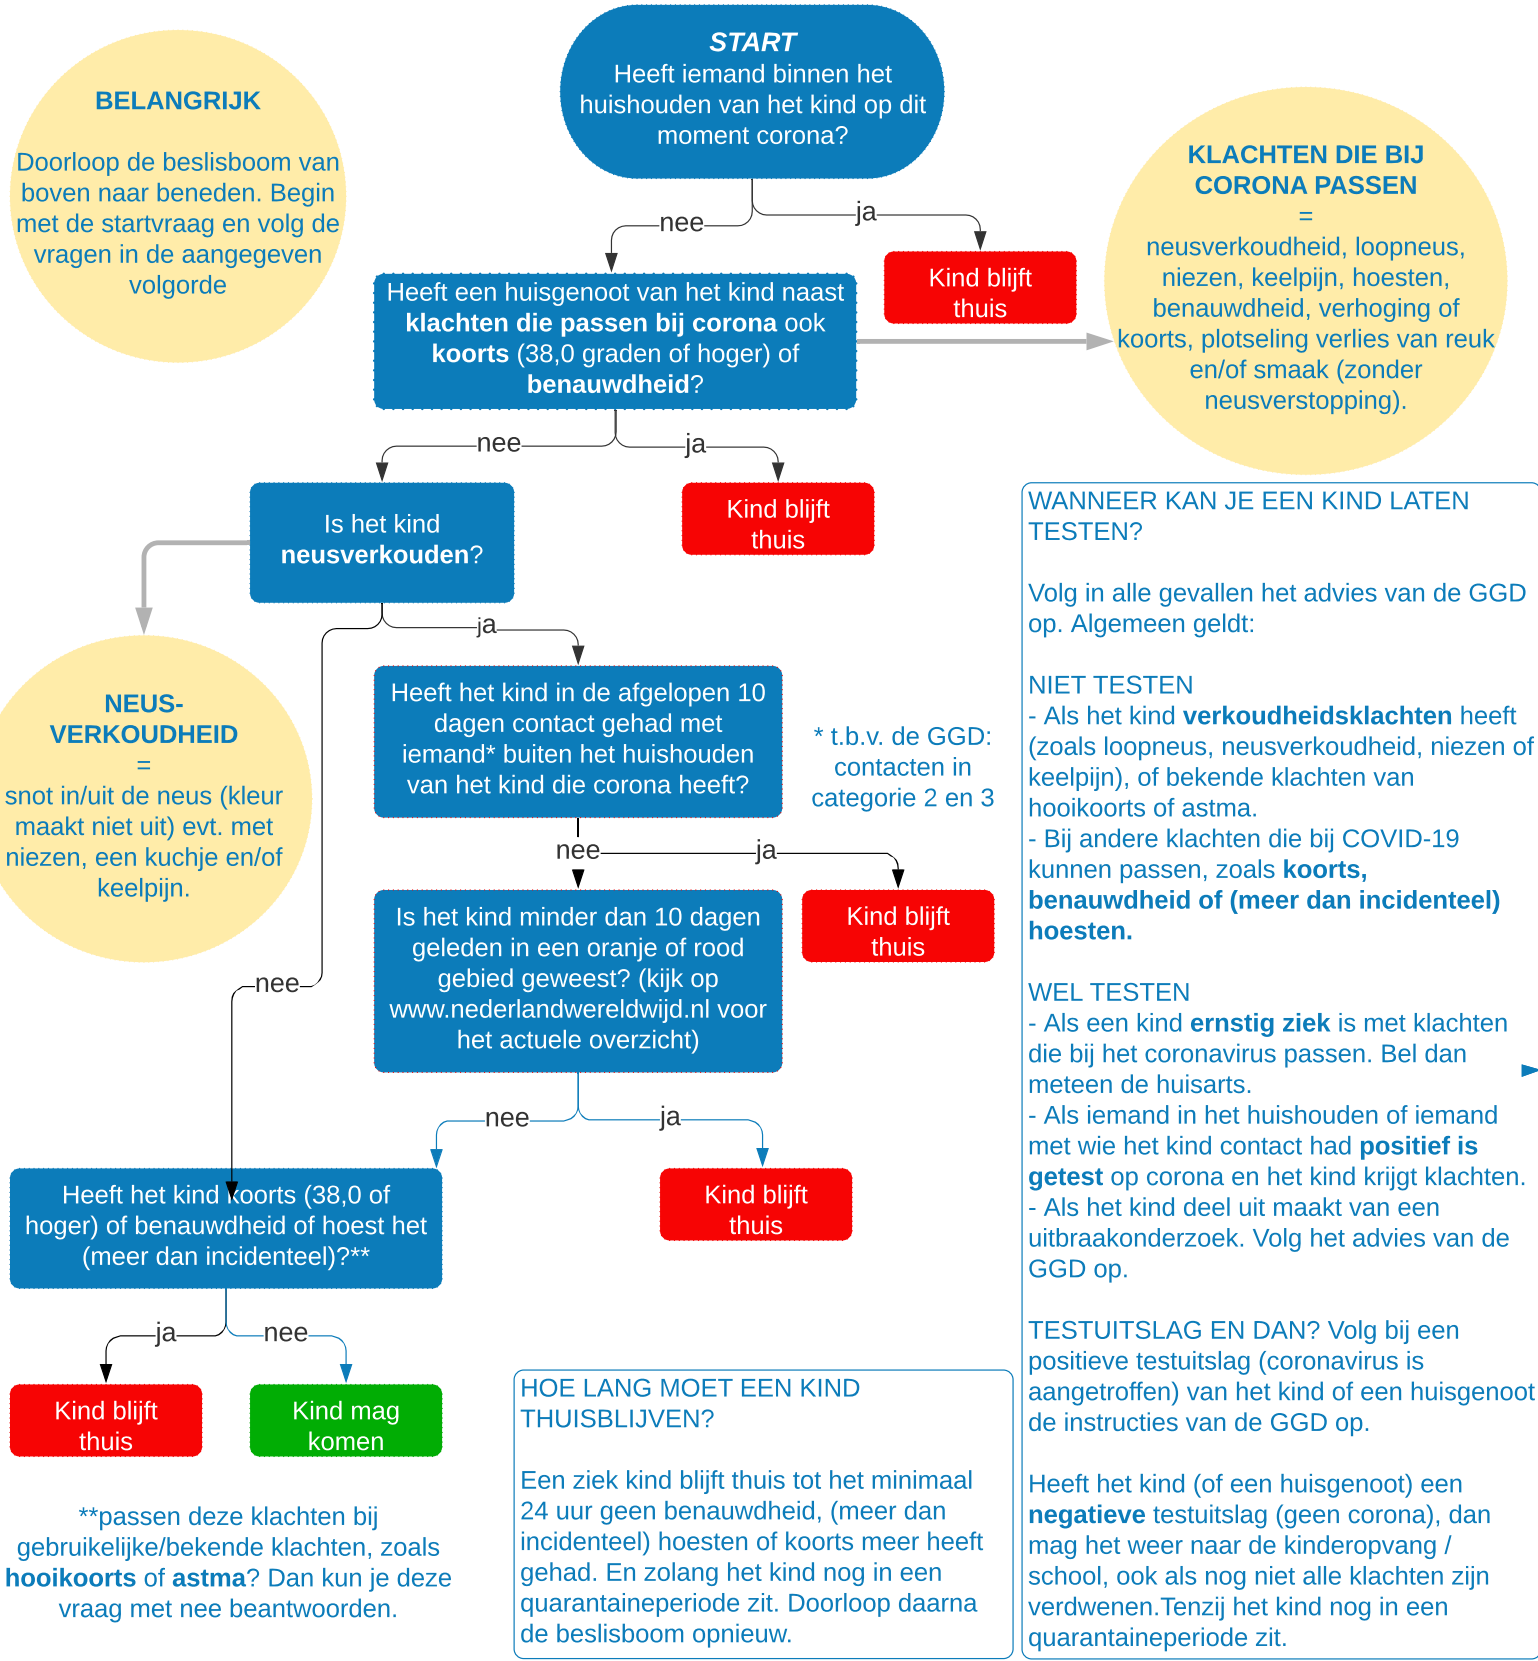 START
Heeft iemand binnen het
huishouden van het kind op dit
moment corona?
BELANGRIJK
Doorloop de beslisboom van
boven naar beneden. Begin
met de startvraag en volg de
vragen in de aangegeven
volgorde
KLACHTEN DIE BIJ
CORONA PASSEN
=
neusverkoudheid, loopneus,
niezen, keelpijn, hoesten,
benauwdheid, verhoging of
koorts, plotseling verlies van reuk
en/of smaak (zonder
neusverstopping).
nee
ja
Kind blijft
thuis
Heeft een huisgenoot van het kind naast
klachten die passen bij corona ook
koorts (38,0 graden of hoger) of
benauwdheid?
nee
ja
Kind blijft
thuis
Is het kind
neusverkouden?
ja
NEUS-
VERKOUDHEID
=
snot in/uit de neus (kleur
maakt niet uit) evt. met
niezen, een kuchje en/of
keelpijn.
Heeft het kind in de afgelopen 10
dagen contact gehad met
iemand* buiten het huishouden
van het kind die corona heeft?
* t.b.v. de GGD:
contacten in
categorie 2 en 3
nee
ja
Kind blijft
thuis
Is het kind minder dan 10 dagen
geleden in een oranje of rood
gebied geweest? (kijk op
www.nederlandwereldwijd.nl voor
het actuele overzicht)
nee
nee
ja
Kind blijft
thuis
Heeft het kind koorts (38,0 of
hoger) of benauwdheid of hoest het
(meer dan incidenteel)?**
ja
nee
Kind blijft
thuis
Kind mag
komen
**passen deze klachten bij
gebruikelijke/bekende klachten, zoals
hooikoorts of astma? Dan kun je deze
vraag met nee beantwoorden.
HOE LANG MOET EEN KIND
THUISBLIJVEN?
Een ziek kind blijft thuis tot het minimaal
24 uur geen benauwdheid, (meer dan
incidenteel) hoesten of koorts meer heeft
gehad. En zolang het kind nog in een
quarantaineperiode zit. Doorloop daarna
de beslisboom opnieuw.
WANNEER KAN JE EEN KIND LATEN
TESTEN?
Volg in alle gevallen het advies van de GGD
op. Algemeen geldt:
NIET TESTEN
- Als het kind verkoudheidsklachten heeft
(zoals loopneus, neusverkoudheid, niezen of
keelpijn), of bekende klachten van
hooikoorts of astma.
- Bij andere klachten die bij COVID-19
kunnen passen, zoals koorts,
benauwdheid of (meer dan incidenteel)
hoesten.
WEL TESTEN
- Als een kind ernstig ziek is met klachten
die bij het coronavirus passen. Bel dan
meteen de huisarts.
- Als iemand in het huishouden of iemand
met wie het kind contact had positief is
getest op corona en het kind krijgt klachten.
- Als het kind deel uit maakt van een
uitbraakonderzoek. Volg het advies van de
GGD op.
TESTUITSLAG EN DAN? Volg bij een
positieve testuitslag (coronavirus is
aangetroffen) van het kind of een huisgenoot
de instructies van de GGD op.
Heeft het kind (of een huisgenoot) een
negatieve testuitslag (geen corona), dan
mag het weer naar de kinderopvang /
school, ook als nog niet alle klachten zijn
verdwenen.Tenzij het kind nog in een
quarantaineperiode zit.